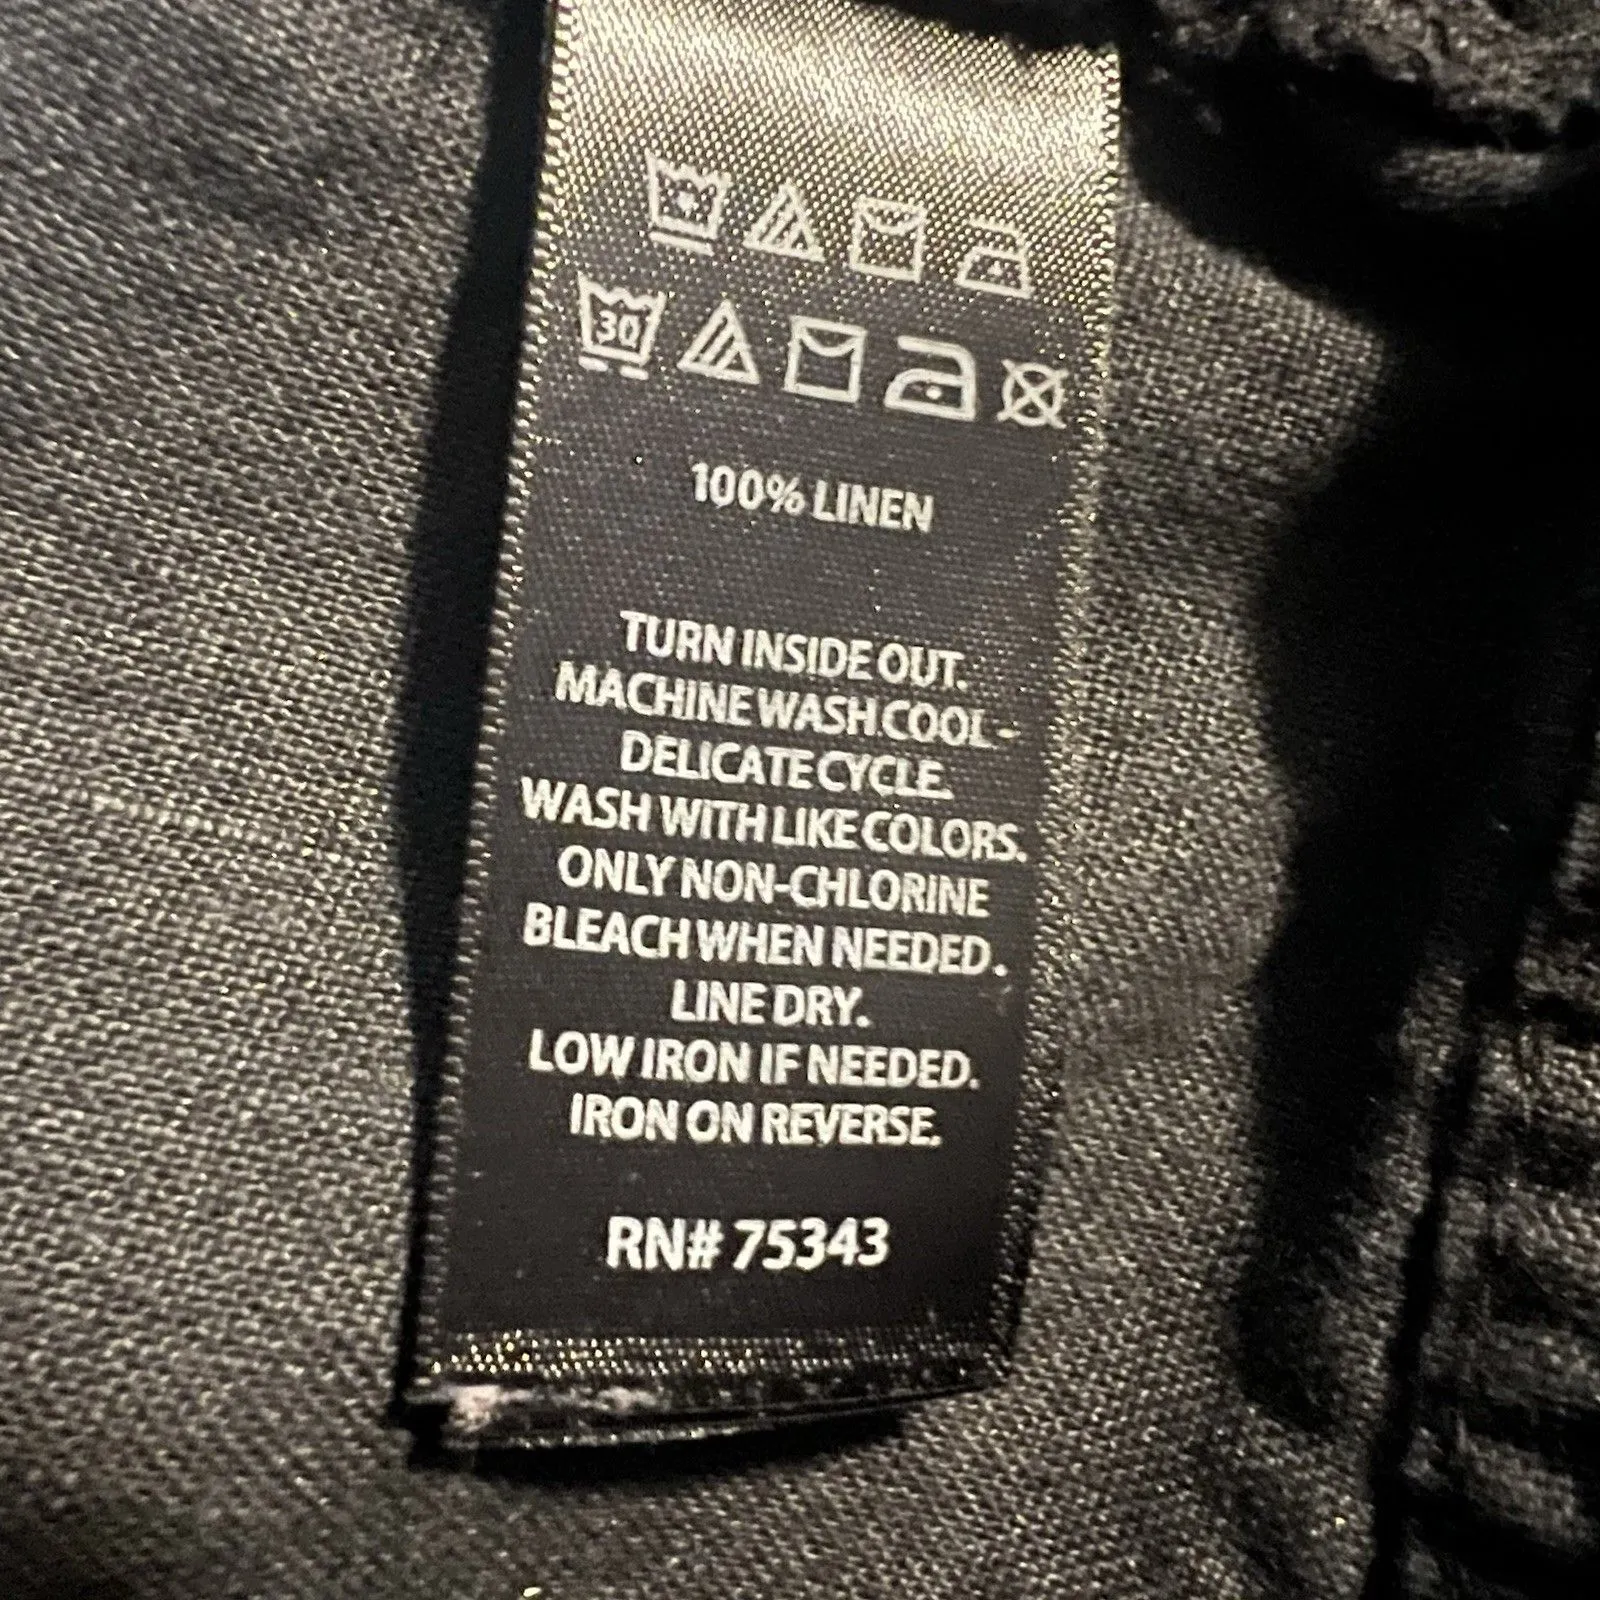 30
100% LINEN
TURN INSIDE OUT.
MACHINE WASH COOL -
DELICATE CYCLE.
WASH WITH LIKE COLORS.
ONLY NON-CHLORINE
BLEACH WHEN NEEDED.
LINE DRY.
LOW IRON IF NEEDED.
IRON ON REVERSE.
RN# 75343